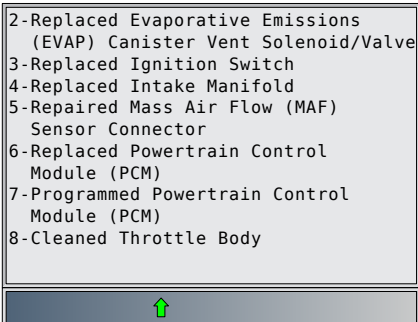 2-Replaced Evaporative Emissions
(EVAP) Canister Vent Solenoid/Valve
3-Replaced Ignition Switch
4-Replaced Intake Manifold
5-Repaired Mass Air Flow (MAF)
Sensor Connector
6-Replaced Powertrain Control
Module (PCM)
7-Programmed Powertrain Control
Module (PCM)
8-Cleaned Throttle Body